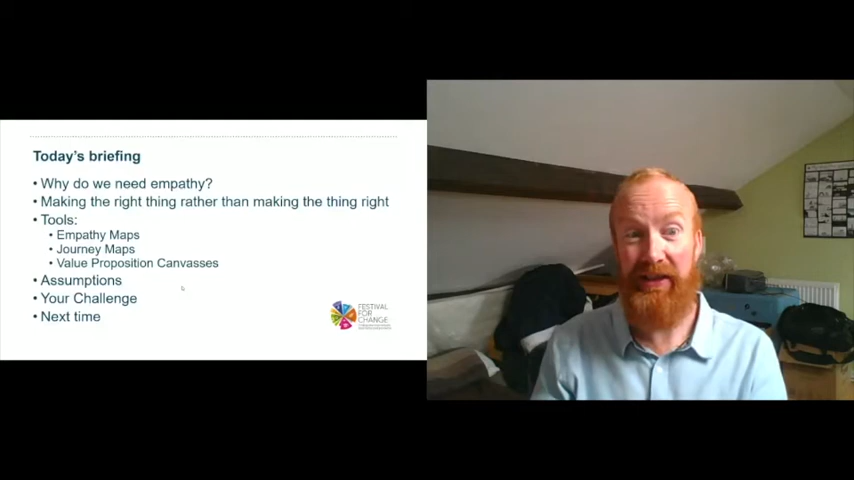 Today's briefing
• Why do we need empathy?
• Making the right thing rather than making the thing right
• Tools:
• Empathy Maps
• Journey Maps
• Value Proposition Canvasses
• Assumptions
• Your Challenge
• Next time
FESTIVAL
FOR
CHANGE